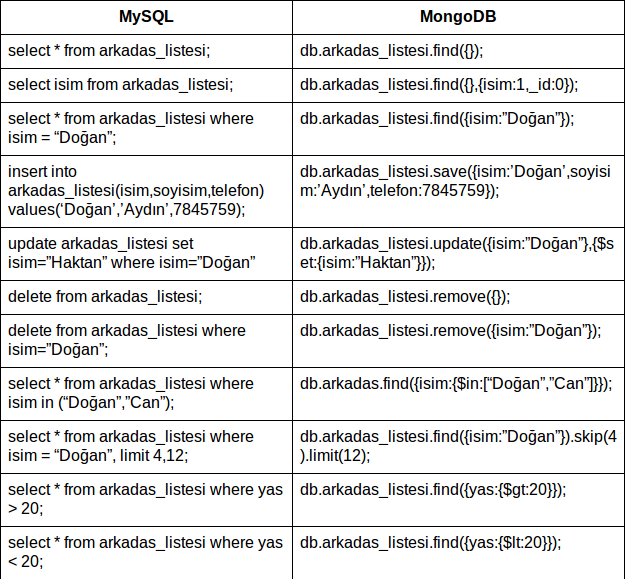 MySQL
MongoDB
select * from arkadas_listesi;
db.arkadas_listesi.find({});
select isim from arkadas_listesi;
db.arkadas_listesi.find({},{isim:1,_id:0});
select * from arkadas_listesi where
isim = “Doğan”;
db.arkadas_listesi.find({isim:”Doğan”});
insert into
arkadas_listesi(isim,soyisim,telefon)
values(‘Doğan’,’Aydın’,7845759);
db.arkadas_listesi.save({isim:’Doğan’,soyisi
m:’Aydın’,telefon:7845759});
update arkadas_listesi set
isim=”Haktan” where isim=”Doğan”
db.arkadas_listesi.update({isim:”Doğan”},{$s
et:{isim:”Haktan”}});
delete from arkadas_listesi;
db.arkadas_listesi.remove({});
delete from arkadas_listesi where
isim=”Doğan”;
db.arkadas_listesi.remove({isim:”Doğan”});
select * from arkadas_listesi where
isim in (“Doğan”,”Can”);
db.arkadas.find({isim:{$in:[“Doğan”,”Can”]}});
select * from arkadas_listesi where
isim = “Doğan”, limit 4,12;
db.arkadas_listesi.find({isim:”Doğan”}).skip(4
).limit(12);
select * from arkadas_listesi where yas
> 20;
db.arkadas_listesi.find({yas:{$gt:20}});
select * from arkadas_listesi where yas
< 20;
db.arkadas_listesi.find({yas:{$lt:20}});